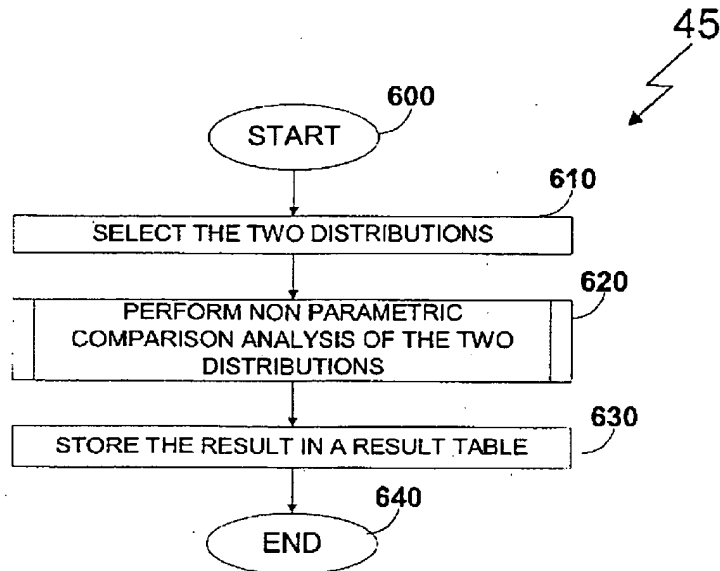 45
600
START
610
SELECT THE TWO DISTRIBUTIONS
620
PERFORM NON PARAMETRIC
COMPARISON ANALYSIS OF THE TWO
DISTRIBUTIONS
630
STORE THE RESULT IN A RESULT TABLE
640
END